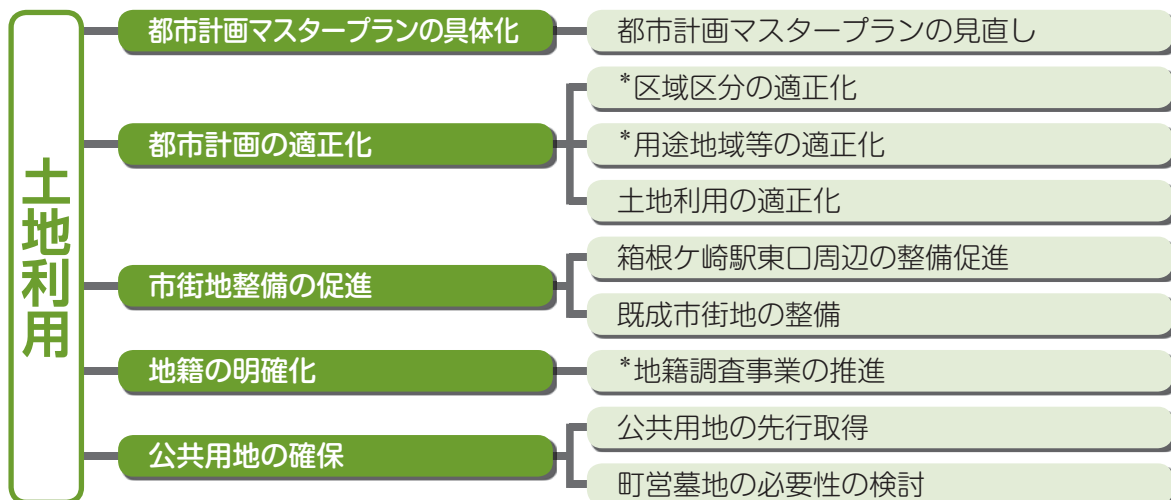 土地利用
都市計画マスタープランの具体化
都市計画マスタープランの見直し
都市計画の適正化
*区域区分の適正化
*用途地域等の適正化
土地利用の適正化
市街地整備の促進
箱根ケ崎駅東口周辺の整備促進
既成市街地の整備
地籍の明確化
*地籍調査事業の推進
公共用地の確保
公共用地の先行取得
町営墓地の必要性の検討